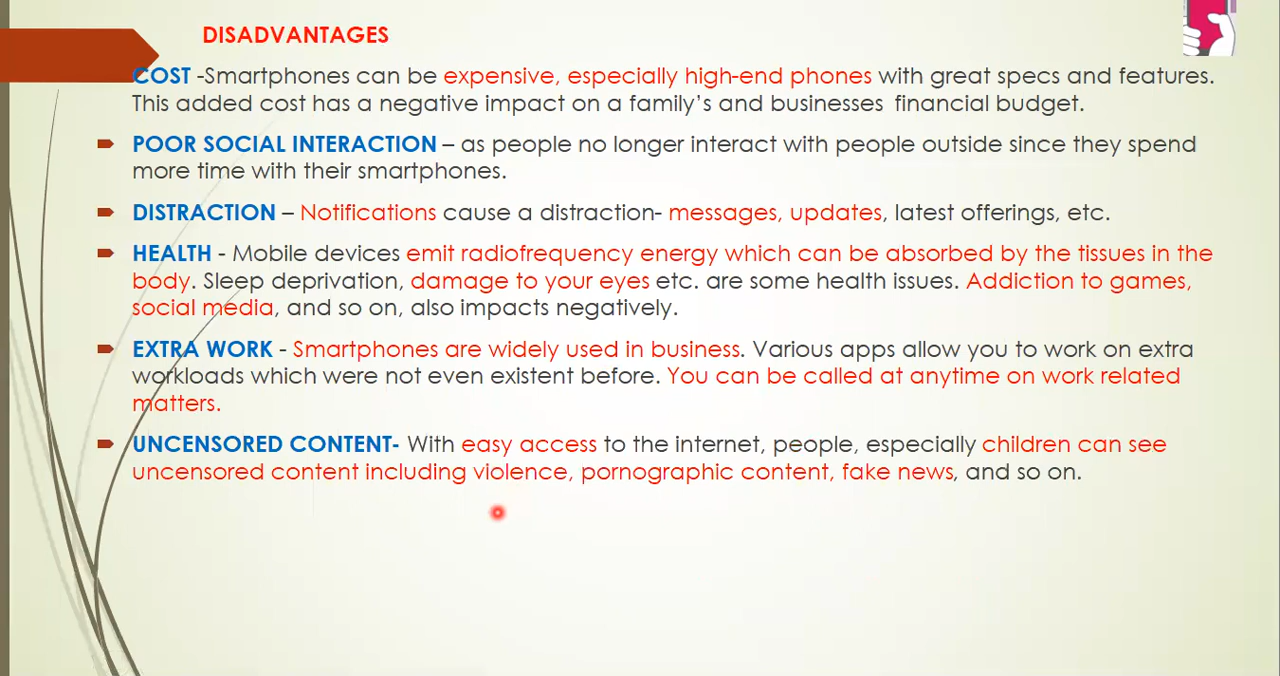 DISADVANTAGES
COST -Smartphones can be expensive, especially high-end phones with great specs and features.
This added cost has a negative impact on a family's and businesses financial budget.
POOR SOCIAL INTERACTION – as people no longer interact with people outside since they spend
more time with their smartphones.
DISTRACTION – Notifications cause a distraction- messages, updates, latest offerings, etc.
HEALTH - Mobile devices emit radiofrequency energy which can be absorbed by the tissues in the
body. Sleep deprivation, damage to your eyes etc. are some health issues. Addiction to games,
social media, and so on, also impacts negatively.
EXTRA WORK - Smartphones are widely used in business. Various apps allow you to work on extra
workloads which were not even existent before. You can be called at anytime on work related
matters.
UNCENSORED CONTENT- With easy access to the internet, people, especially children can see
uncensored content including violence, pornographic content, fake news, and so on.